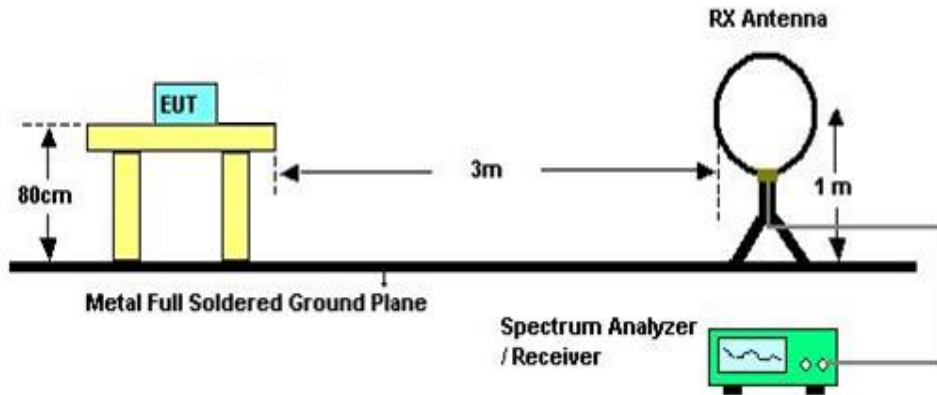 RX Antenna
EUT
80cm
3m
1 m
Metal Full Soldered Ground Plane
Spectrum Analyzer
/ Receiver